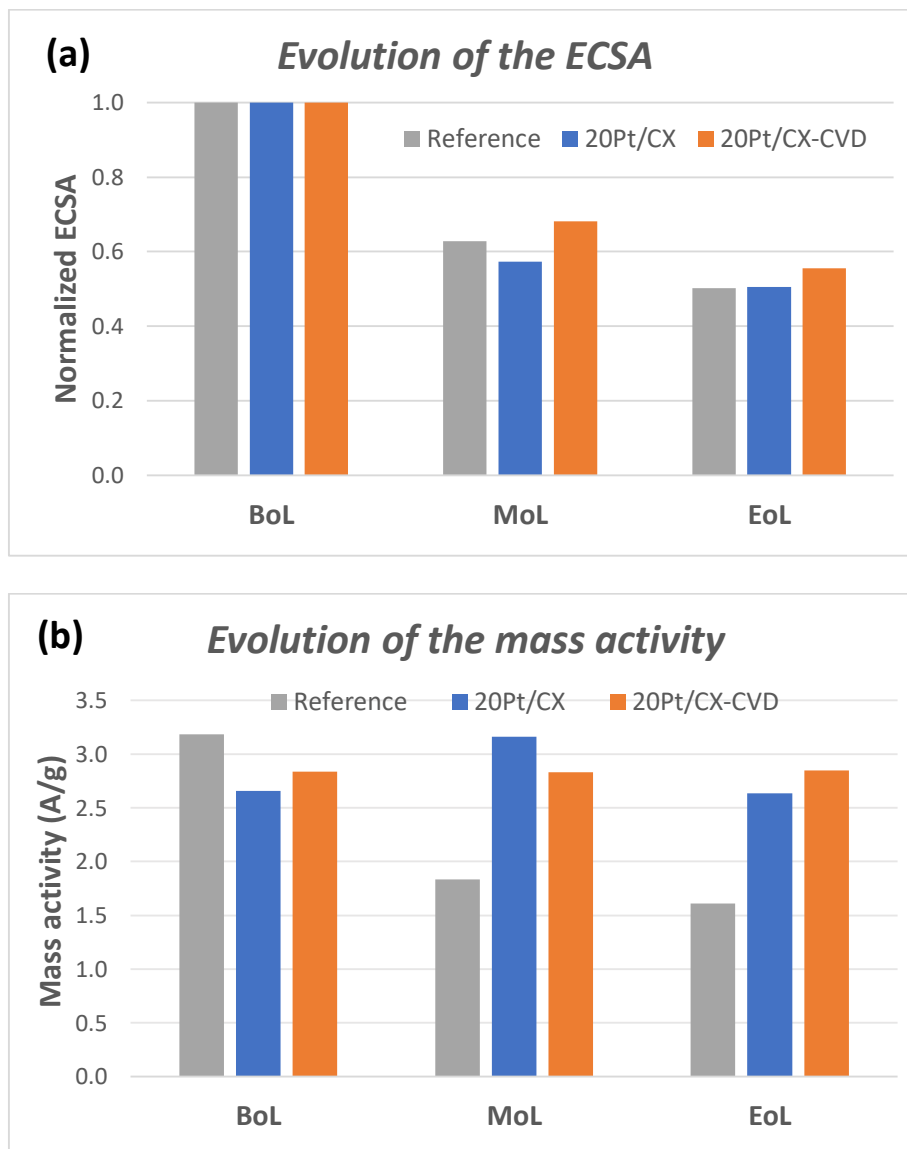 (a) Evolution of the ECSA
1.0
Reference 20Pt/CX 20Pt/CX-CVD
0.8
0.6
0.4
0.2
0.0
Normalized ECSA
BoL MoL EoL
(b) Evolution of the mass activity
3.5
Reference 20Pt/CX 20Pt/CX-CVD
3.0
2.5
2.0
1.5
1.0
0.5
0.0
Mass activity (A/g)
BoL MoL EoL